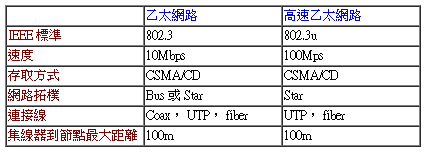 乙太網路 高速乙太網路
IEEE 標準 802.3 802.3u
速度 10Mbps 100Mps
存取方式 CSMA/CD CSMA/CD
網路拓樸 Bus 或 Star Star
連接線 Coax， UTP， fiber UTP， fiber
集線器到節點最大距離 100m 100m